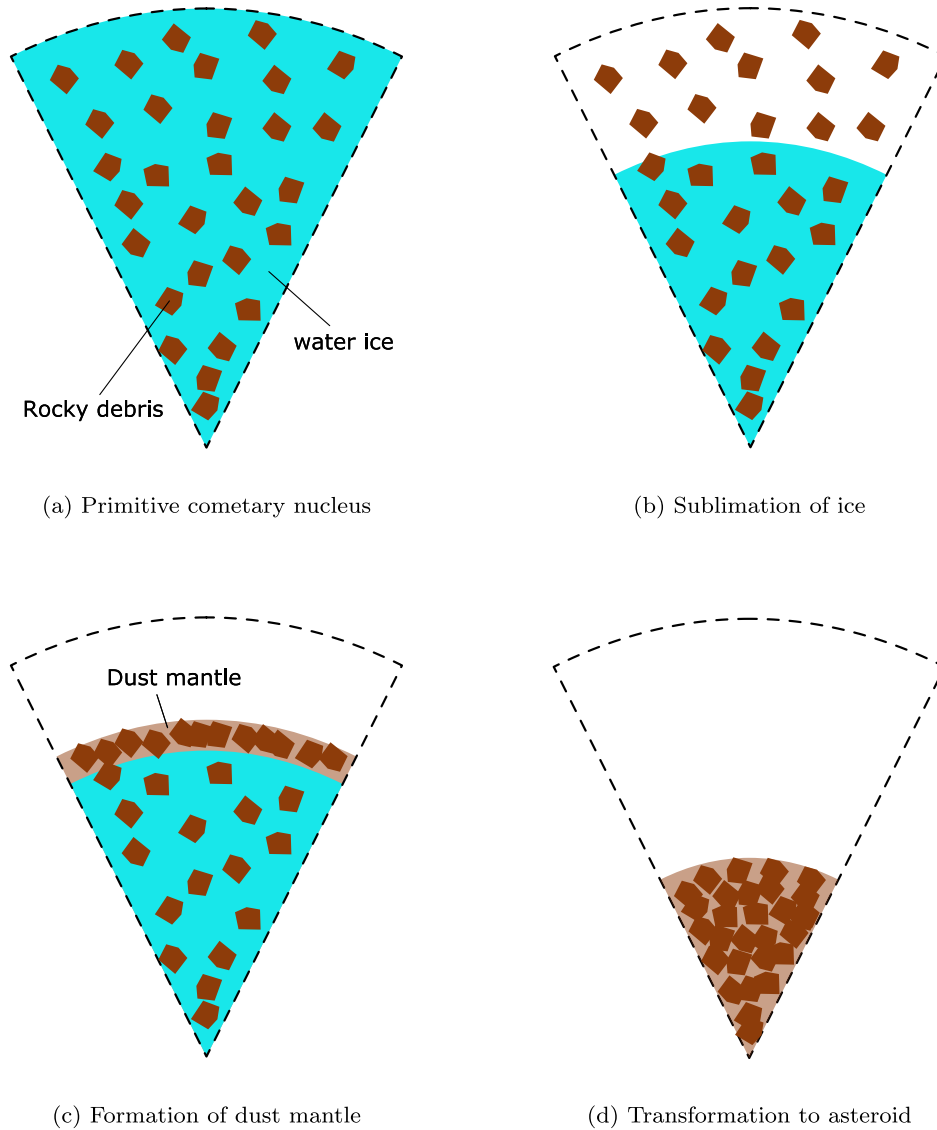 water ice
Rocky debris
(a) Primitive cometary nucleus
(b) Sublimation of ice
Dust mantle
(c) Formation of dust mantle
(d) Transformation to asteroid